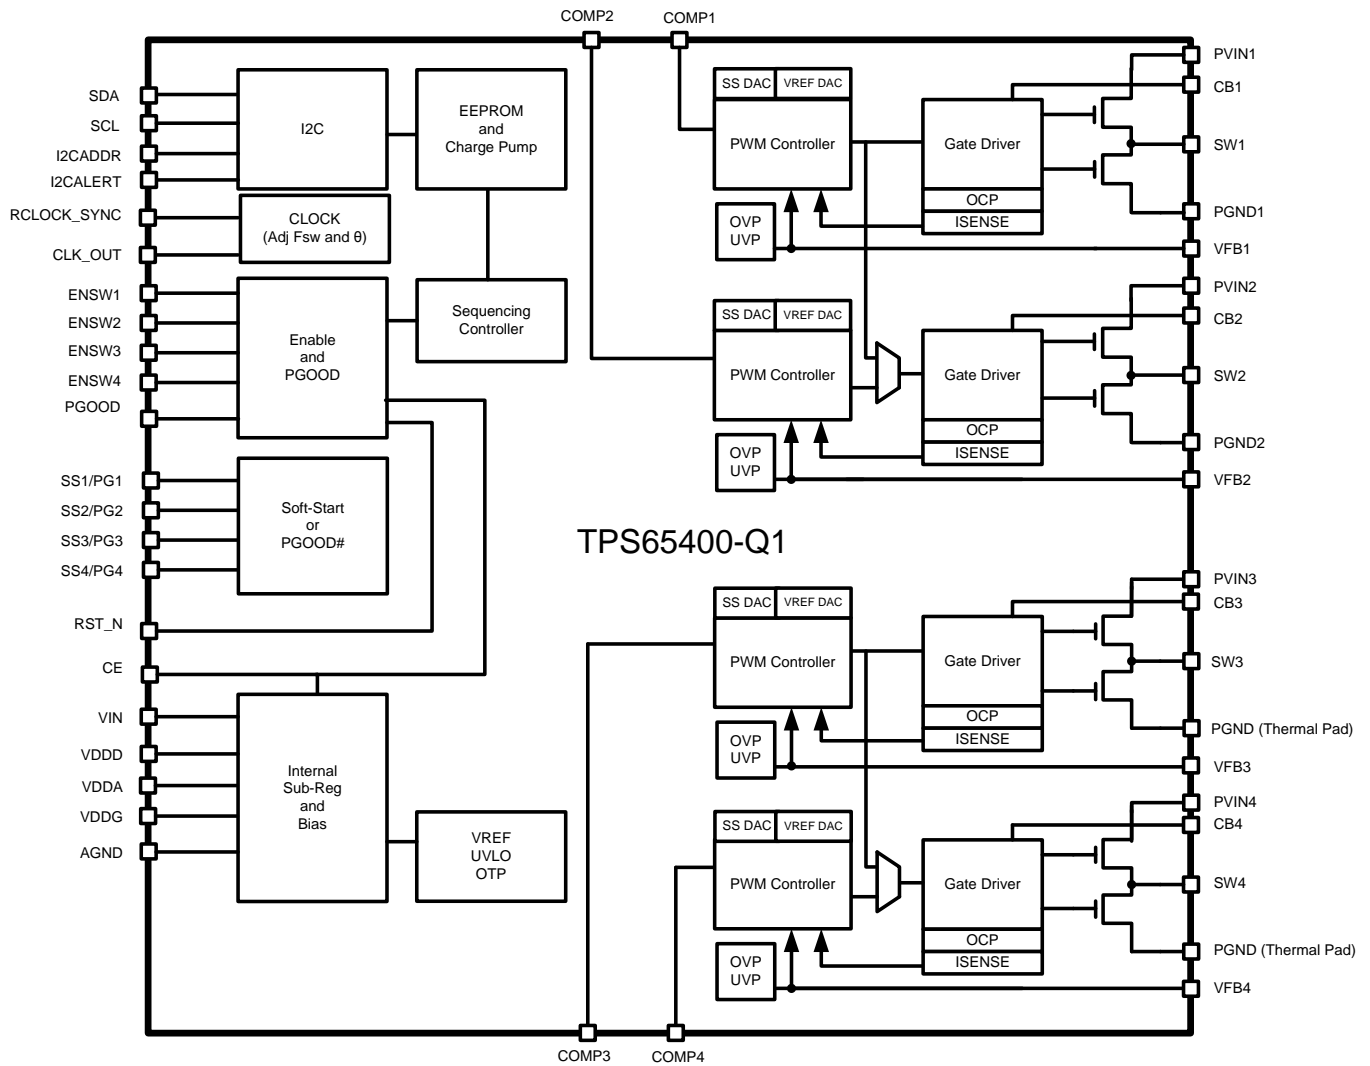 COMP2
COMP1
SDA
SCL
I2CADDR
I2CALERT
RCLOCK_SYNC
CLK_OUT
ENSW1
ENSW2
ENSW3
ENSW4
PGOOD
SS1/PG1
SS2/PG2
SS3/PG3
SS4/PG4
RST_N
CE
VIN
VDDD
VDDA
VDDG
AGND
I2C
EEPROM
and
Charge Pump
CLOCK
(Adj Fsw and θ)
Enable
and
PGOOD
Sequencing
Controller
Soft-Start
or
PGOOD#
Internal
Sub-Reg
and
Bias
VREF
UVLO
OTP
TPS65400-Q1
SS DAC
VREF DAC
PWM Controller
OVP
UVP
Gate Driver
OCP
ISENSE
PVIN1
CB1
SW1
PGND1
VFB1
SS DAC
VREF DAC
PWM Controller
OVP
UVP
Gate Driver
OCP
ISENSE
PVIN2
CB2
SW2
PGND2
VFB2
SS DAC
VREF DAC
PWM Controller
OVP
UVP
Gate Driver
OCP
ISENSE
PVIN3
CB3
SW3
PGND (Thermal Pad)
VFB3
SS DAC
VREF DAC
PWM Controller
OVP
UVP
Gate Driver
OCP
ISENSE
PVIN4
CB4
SW4
PGND (Thermal Pad)
VFB4
COMP3
COMP4